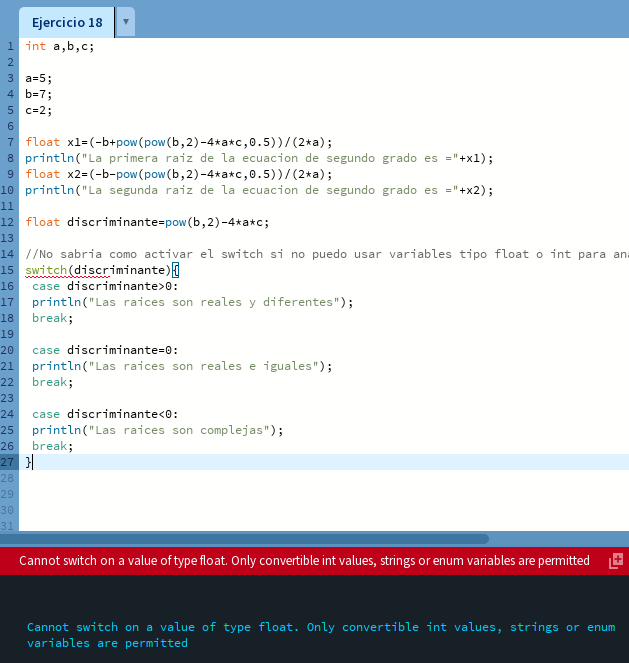 Ejercicio 18
1 int a,b,c;
2
3 a=5;
4 b=7;
5 c=2;
6
7 float x1=(-b+pow(pow(b,2)-4*a*c,0.5))/(2*a);
8 println("La primera raiz de la ecuacion de segundo grado es ="+x1);
9 float x2=(-b-pow(pow(b,2)-4*a*c,0.5))/(2*a);
10 println("La segunda raiz de la ecuacion de segundo grado es ="+x2);
11
12 float discriminante=pow(b,2)-4*a*c;
13
14 //No sabria como activar el switch si no puedo usar variables tipo float o int para
15 switch(discriminante){
16 case discriminante>0:
17 println("Las raices son reales y diferentes");
18 break;
19
20 case discriminante=0:
21 println("Las raices son reales e iguales");
22 break;
23
24 case discriminante<0:
25 println("Las raices son complejas");
26 break;
27 }
28
29
30
31
Cannot switch on a value of type float. Only convertible int values, strings or enum variables are permitted
Cannot switch on a value of type float. Only convertible int values, strings or enum
variables are permitted